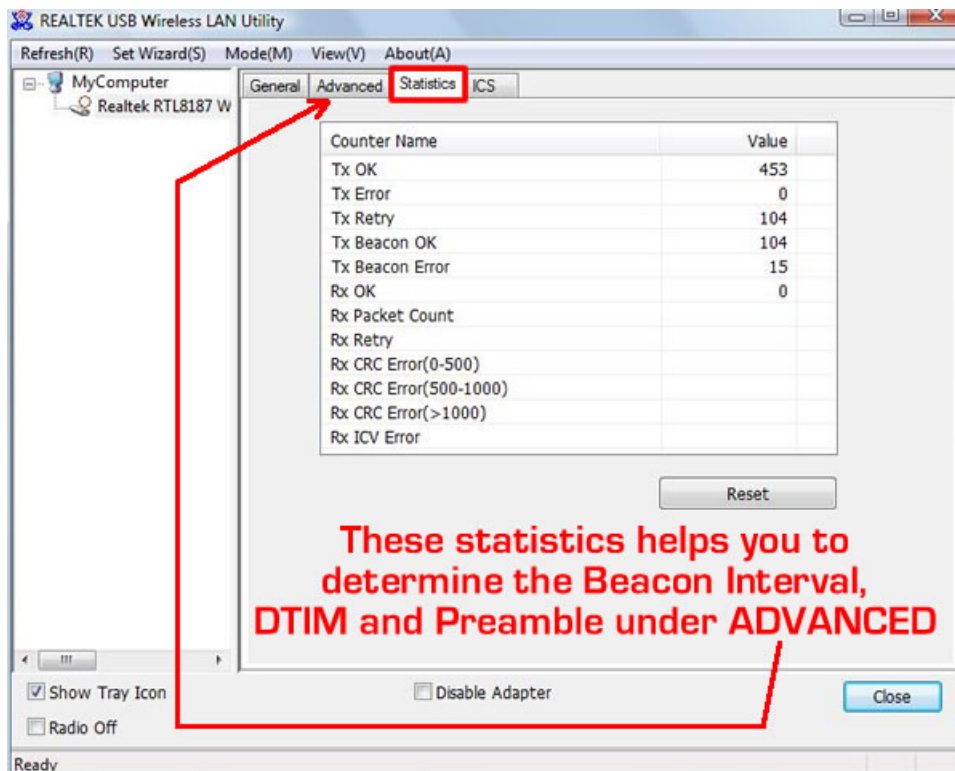 REALTEK USB Wireless LAN Utility
Refresh(R) Set Wizard(S) Mode(M) View(V) About(A)
MyComputer
Realtek RTL8187 W
General Advanced Statistics ICS
Counter Name Value
Tx OK 453
Tx Error 0
Tx Retry 104
Tx Beacon OK 104
Tx Beacon Error 15
Rx OK 0
Rx Packet Count
Rx Retry
Rx CRC Error(0-500)
Rx CRC Error(500-1000)
Rx CRC Error(>1000)
Rx ICV Error
Reset
These statistics helps you to
determine the Beacon Interval,
DTIM and Preamble under ADVANCED
Show Tray Icon Disable Adapter Close
Radio Off
Ready